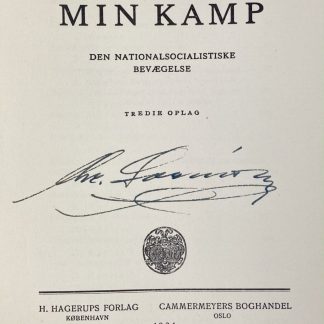 MIN KAMP
DEN NATIONALSOCIALISTISKE
BEVÆGELSE
TREDIE OPLAG
H. HAGERUPS FORLAG
KØBENHAVN
CAMMERMEYERS BOGHANDEL
OSLO